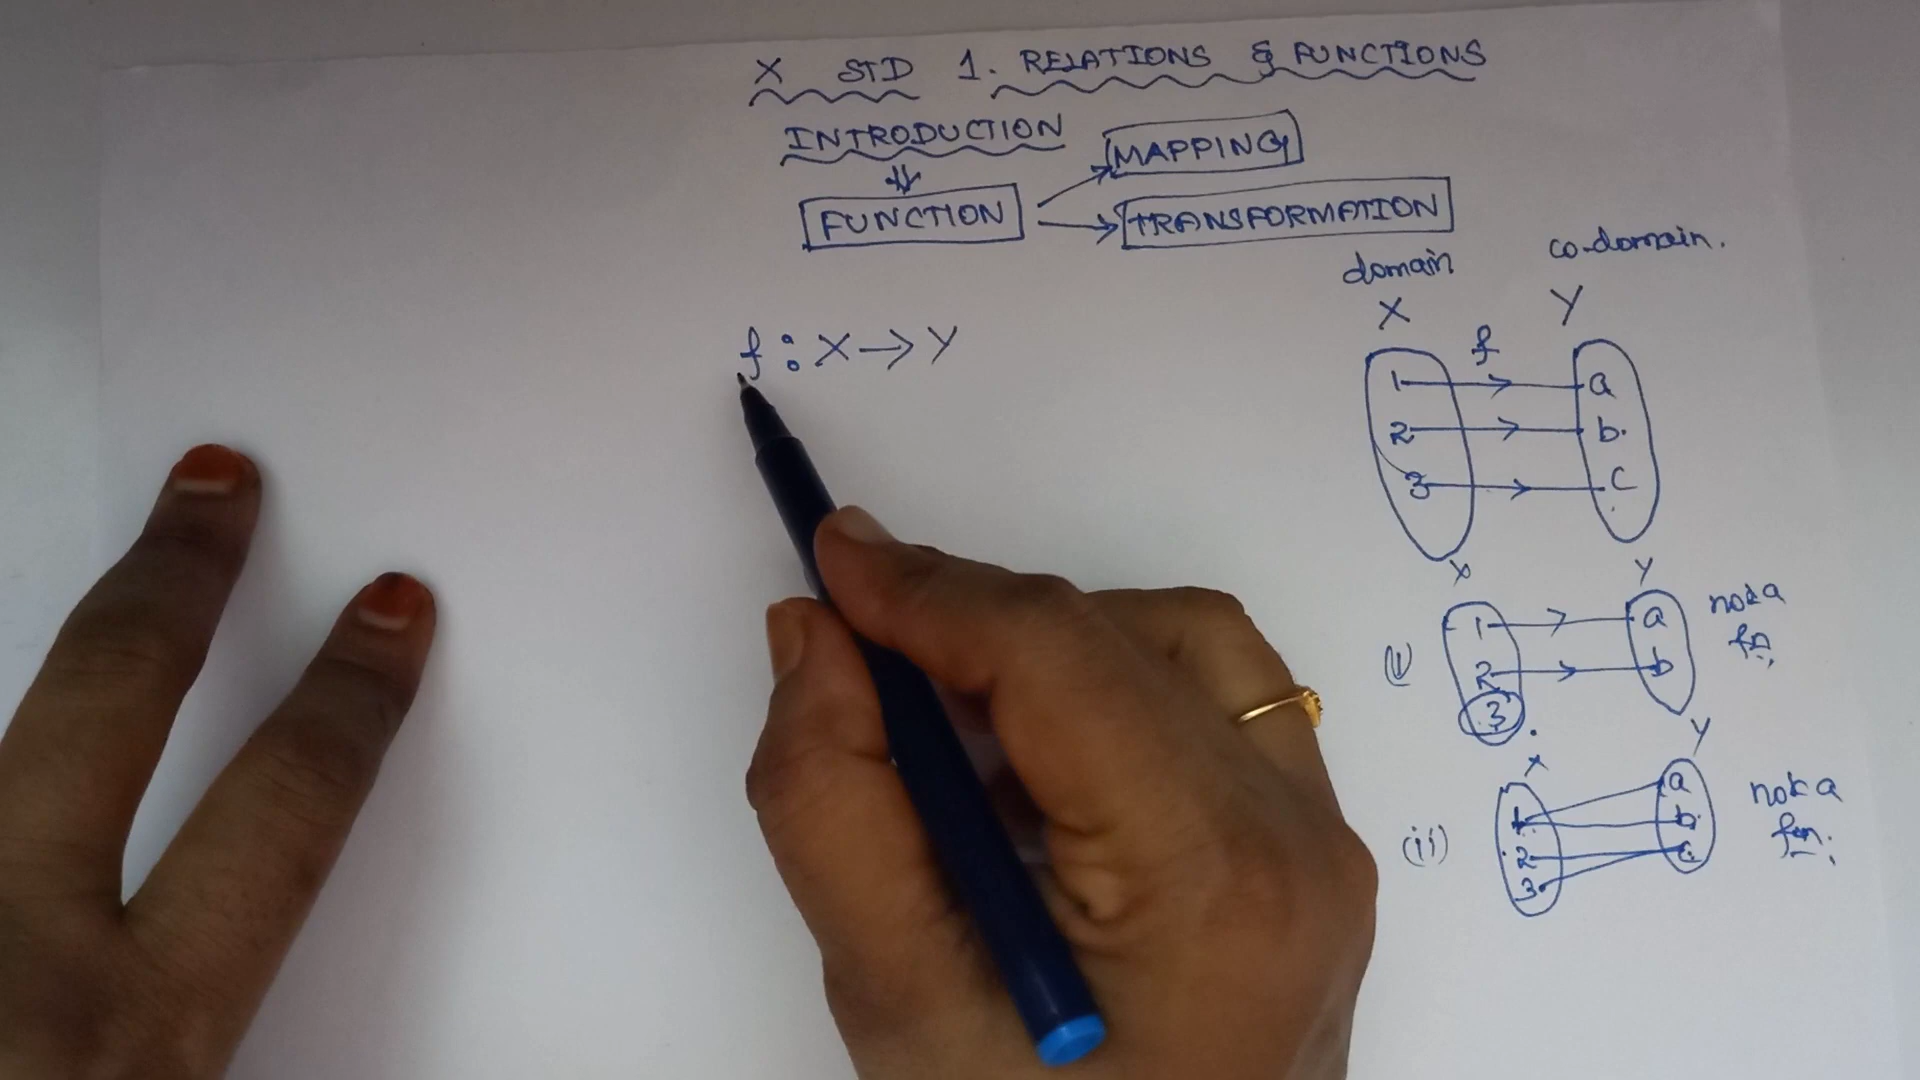 X STD 1. RELATIONS & FUNCTIONS
INTRODUCTION
MAPPING
FUNCTION
TRANSFORMATION
domain co-domain.
X Y
f : X → Y
f
1 a
2 b.
3 c
X Y
(i)
1 a
2 b
3
not a
fn.
X Y
(ii)
1 a
2 b
3 c
not a
fn.